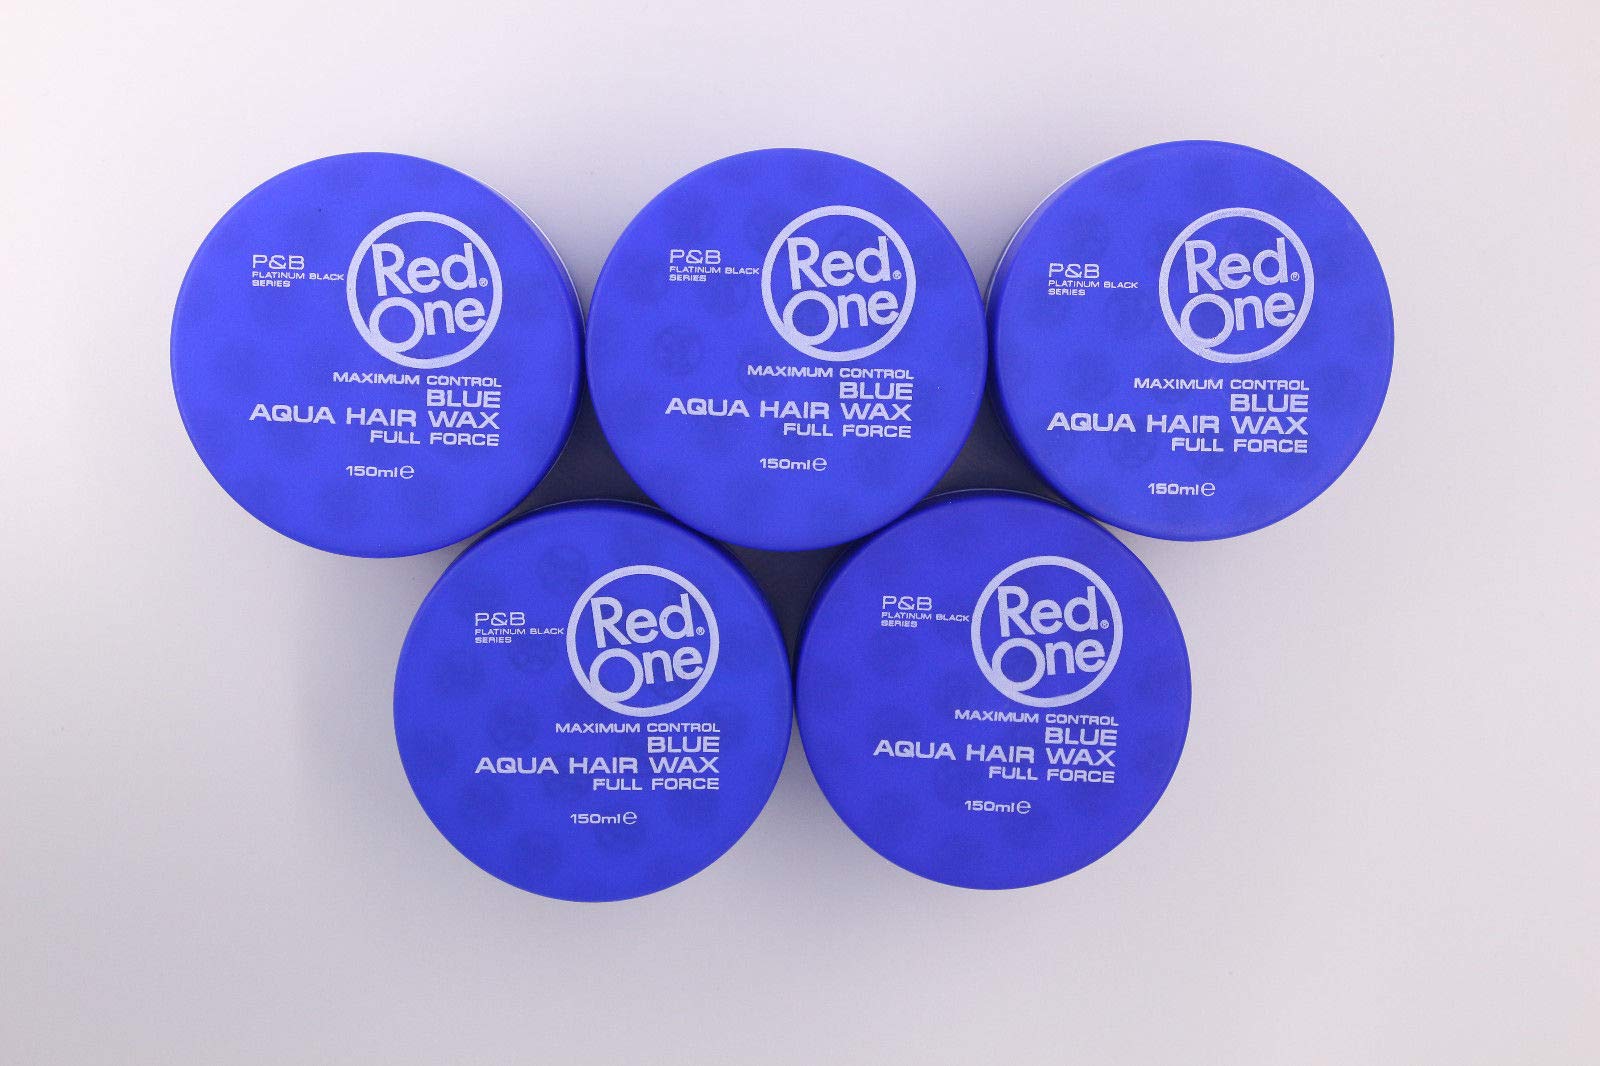 P&B
PLATINUM BLACK
SERIES
Red®
One
MAXIMUM CONTROL
BLUE
AQUA HAIR WAX
FULL FORCE
150ml℮
P&B
PLATINUM BLACK
SERIES
Red®
One
MAXIMUM CONTROL
BLUE
AQUA HAIR WAX
FULL FORCE
150ml℮
P&B
PLATINUM BLACK
SERIES
Red®
One
MAXIMUM CONTROL
BLUE
AQUA HAIR WAX
FULL FORCE
150ml℮
P&B
PLATINUM BLACK
SERIES
Red®
One
MAXIMUM CONTROL
BLUE
AQUA HAIR WAX
FULL FORCE
150ml℮
P&B
PLATINUM BLACK
SERIES
Red®
One
MAXIMUM CONTROL
BLUE
AQUA HAIR WAX
FULL FORCE
150ml℮